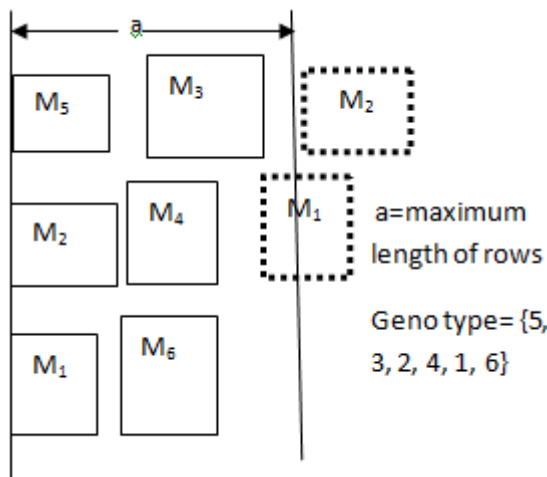 a
M₅
M₃
M₂
M₂
M₄
M₁
a=maximum
length of rows
M₁
M₆
Geno type= {5,
3, 2, 4, 1, 6}